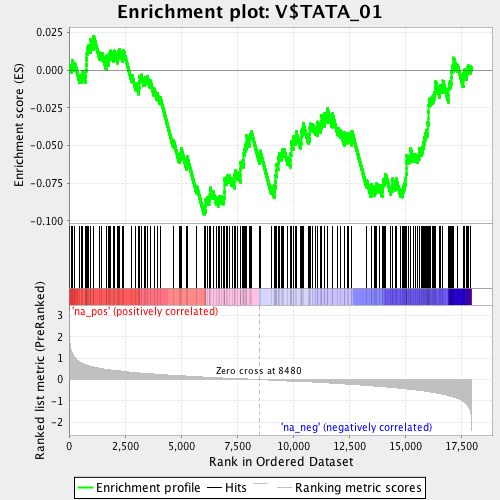 Enrichment plot: V$TATA_01
Enrichment score (ES)
0.025
0.000
-0.025
-0.050
-0.075
-0.100
'na_pos' (positively correlated)
Ranked list metric (PreRanked)
3
2
1
0
-1
-2
Zero cross at 8480
'na_neg' (negatively correlated)
0
2,500
5,000
7,500
10,000
12,500
15,000
17,500
Rank in Ordered Dataset
Enrichment profile
Hits
Ranking metric scores